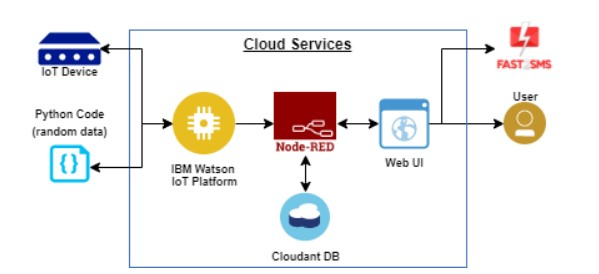 Cloud Services
IoT Device
FAST2SMS
Python Code
(random data)
{}
User
IBM Watson
IoT Platform
Node-RED
Web UI
Cloudant DB